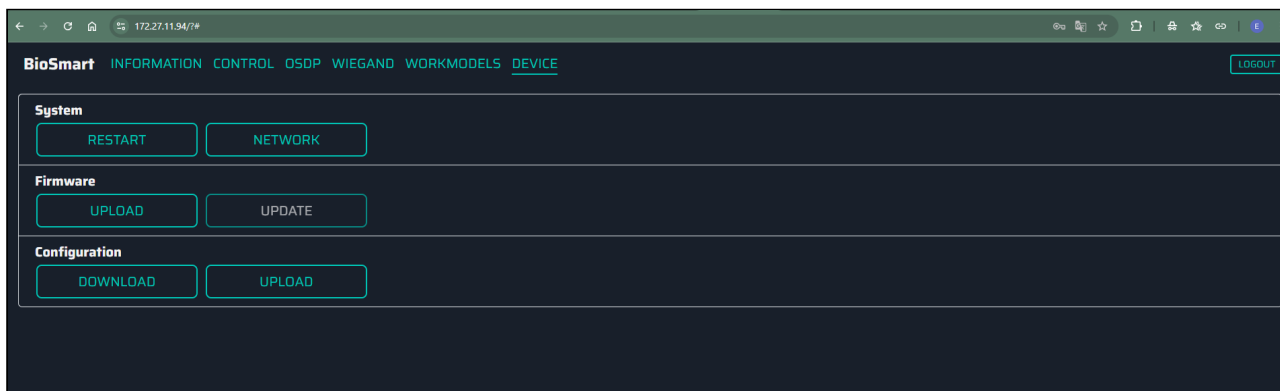 172.27.11.94/?#
E
BioSmart INFORMATION CONTROL OSDP WIEGAND WORKMODELS DEVICE LOGOUT
System
RESTART NETWORK
Firmware
UPLOAD UPDATE
Configuration
DOWNLOAD UPLOAD